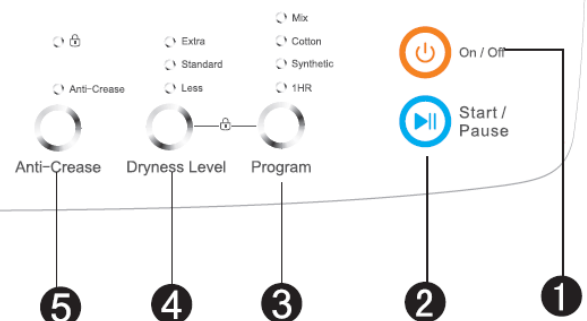 Mix
Extra
Cotton
On / Off
Standard
Synthetic
Anti-Crease
Less
1HR
Start /
Pause
Anti-Crease
Dryness Level
Program
5
4
3
2
1